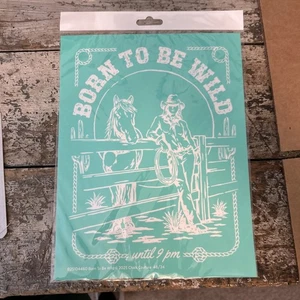 BORN TO BE WILD
until 9 pm